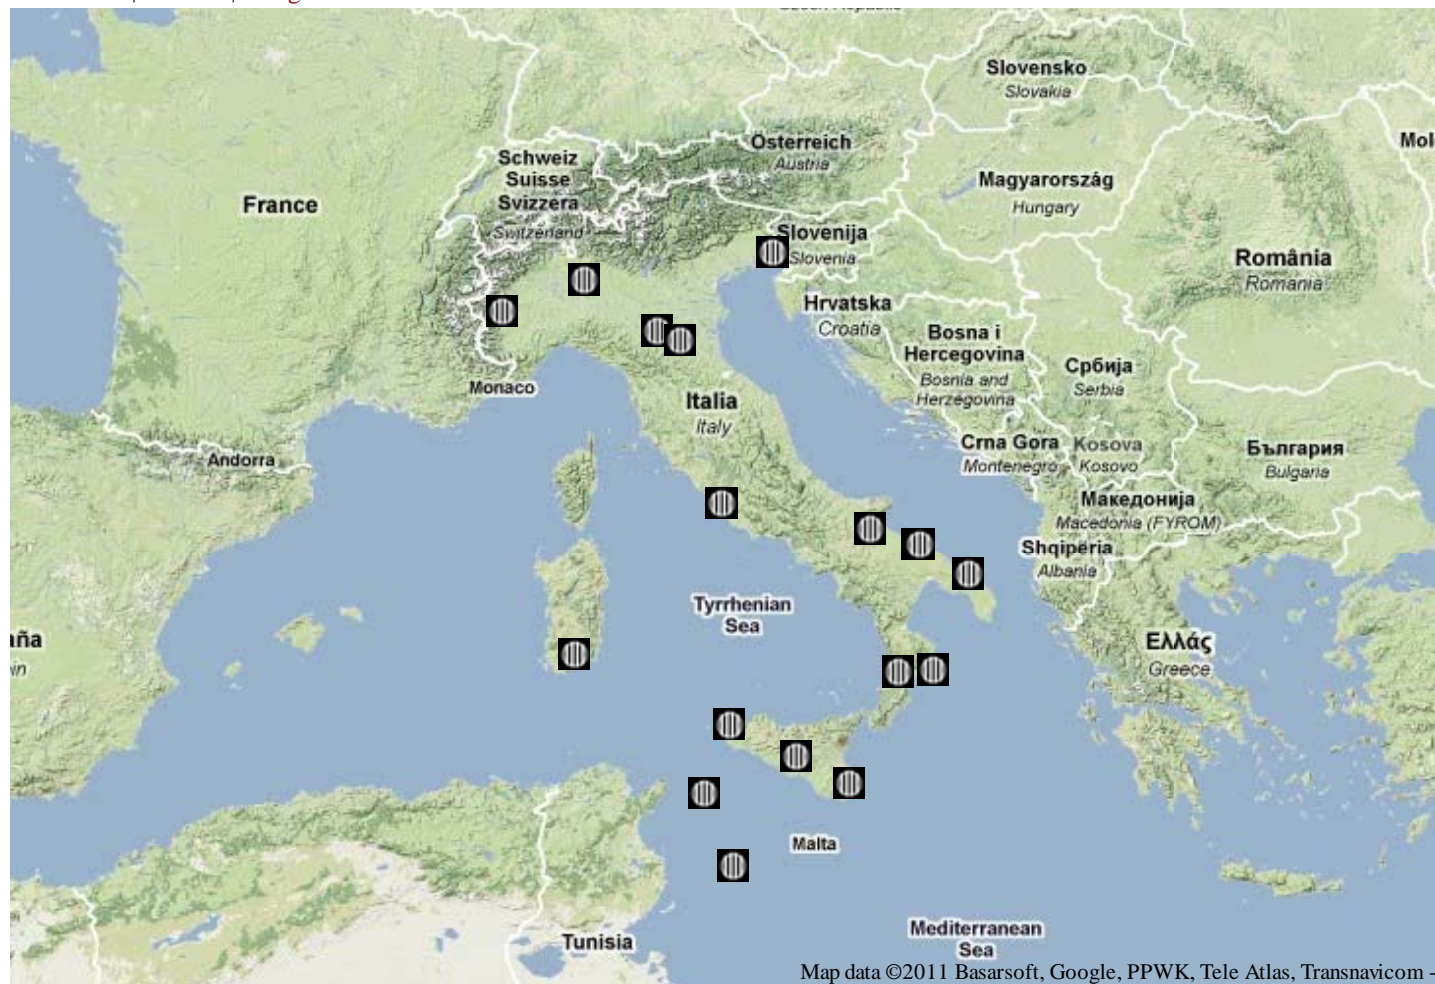 Slovensko
Slovakia
Österreich
Austria
Mol
Schweiz
Suisse
Svizzera
Switzerland
Magyarország
Hungary
France
Slovenija
Slovenia
România
Romania
Hrvatska
Croatia
Bosna i
Hercegovina
Bosnia and
Herzegovina
Србија
Serbia
Monaco
Italia
Italy
Crna Gora
Montenegro
Kosova
Kosovo
България
Bulgaria
Andorra
Македонија
Macedonia (FYROM)
Shqipëria
Albania
Tyrrhenian
Sea
aña
in
Ελλάς
Greece
Malta
Tunisia
Mediterranean
Sea
Map data ©2011 Basarsoft, Google, PPWK, Tele Atlas, Transnavicom -